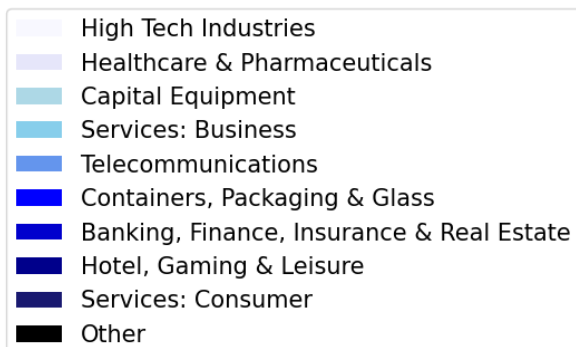 High Tech Industries
Healthcare & Pharmaceuticals
Capital Equipment
Services: Business
Telecommunications
Containers, Packaging & Glass
Banking, Finance, Insurance & Real Estate
Hotel, Gaming & Leisure
Services: Consumer
Other